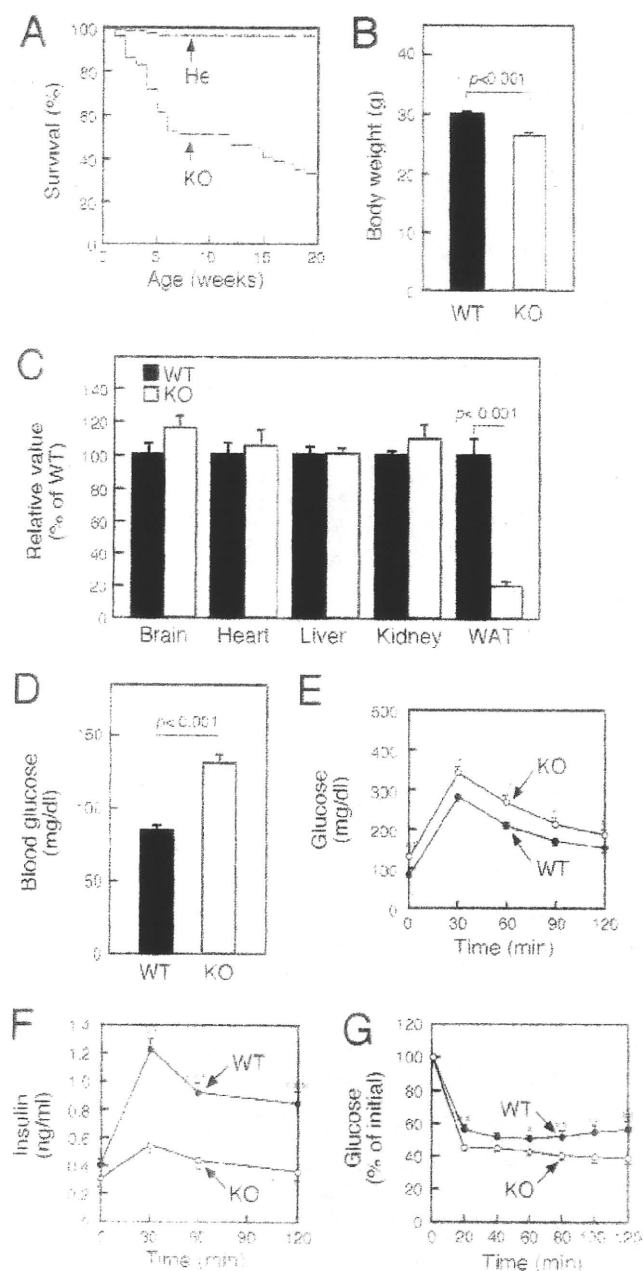 A
Survival (%)
100
80
60
40
20
0
He
KO
0 5 10 15 20
Age (weeks)
B
Body weight (g)
40
30
20
10
0
p<0.001
WT KO
C
WT
KO
Relative value
(% of WT)
140
120
100
80
60
40
20
0
p< 0.001
Brain Heart Liver Kidney WAT
D
Blood glucose
(mg/dl)
150
100
50
0
p< 0.001
WT KO
E
Glucose
(mg/dl)
500
400
300
200
100
0
KO
WT
0 30 60 90 120
Time (min)
F
Insulin
(ng/ml)
1.2
1.0
0.8
0.6
0.4
0.2
0
WT
KO
0 30 60 120
Time (min)
G
Glucose
(% of initial)
120
100
80
60
40
20
0
WT
KO
0 20 40 60 80 100 120
Time (min)